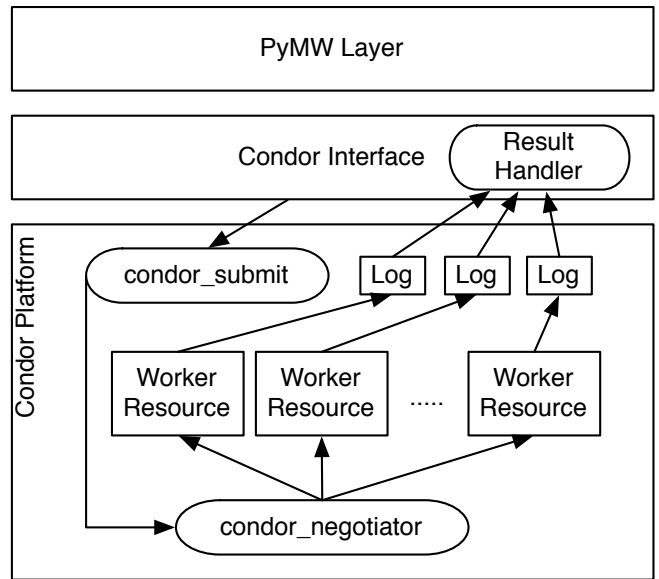 PyMW Layer
Condor Interface
Result
Handler
Condor Platform
condor_submit
Log
Log
Log
Worker
Resource
Worker
Resource
.....
Worker
Resource
condor_negotiator